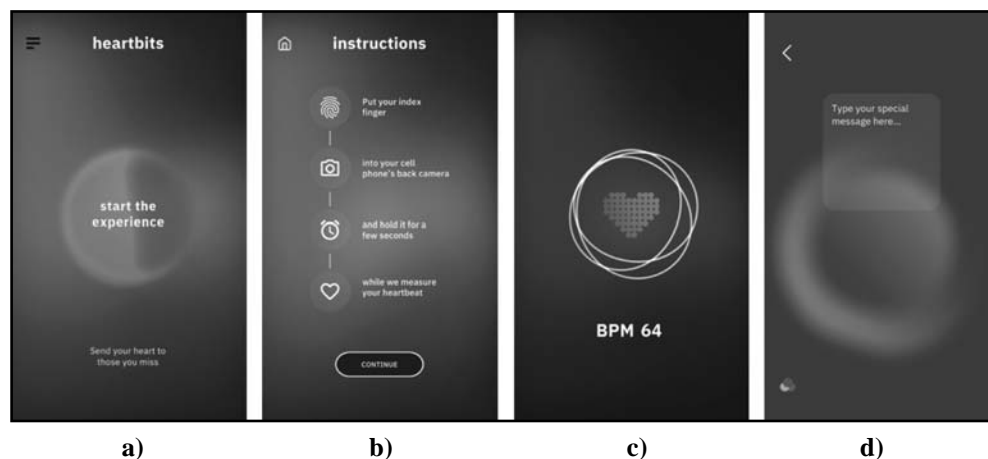 heartbits
start the
experience
Send your heart to
those you miss
instructions
Put your index
finger
into your cell
phone's back camera
and hold it for a
few seconds
while we measure
your heartbeat
CONTINUE
BPM 64
Type your special
message here...
a)
b)
c)
d)